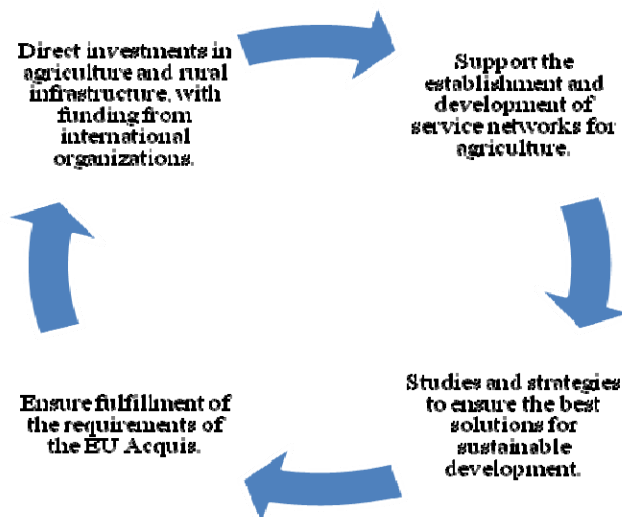 Direct investments in
agriculture and rural
infrastructure, with
funding from
international
organizations.
Support the
establishment and
development of
service networks for
agriculture.
Studies and strategies
to ensure the best
solutions for
sustainable
development.
Ensure fulfillment of
the requirements of
the EU Acquis.